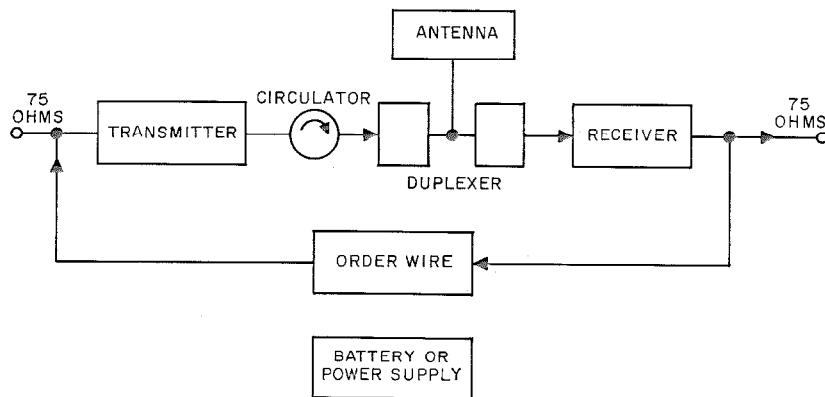 ANTENNA
75
OHMS
TRANSMITTER
CIRCULATOR
DUPLEXER
RECEIVER
75
OHMS
ORDER WIRE
BATTERY OR
POWER SUPPLY